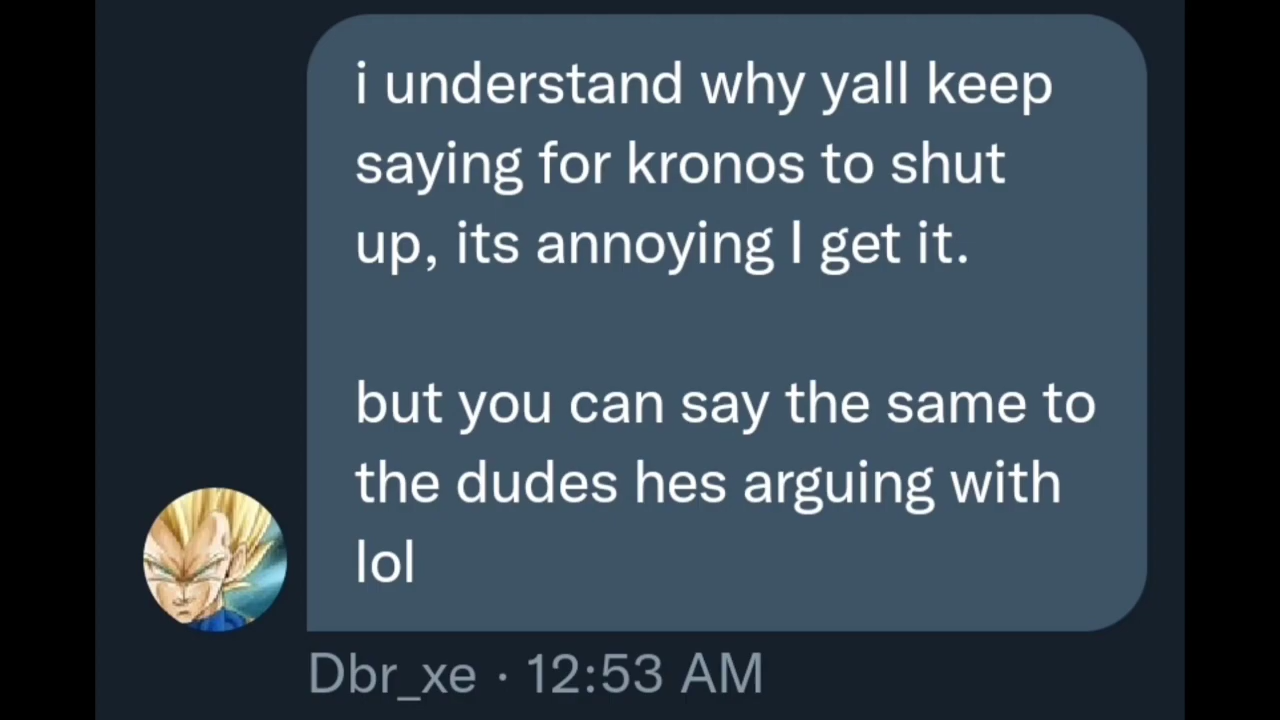 i understand why yall keep
saying for kronos to shut
up, its annoying I get it.
but you can say the same to
the dudes hes arguing with
lol
Dbr_xe · 12:53 AM